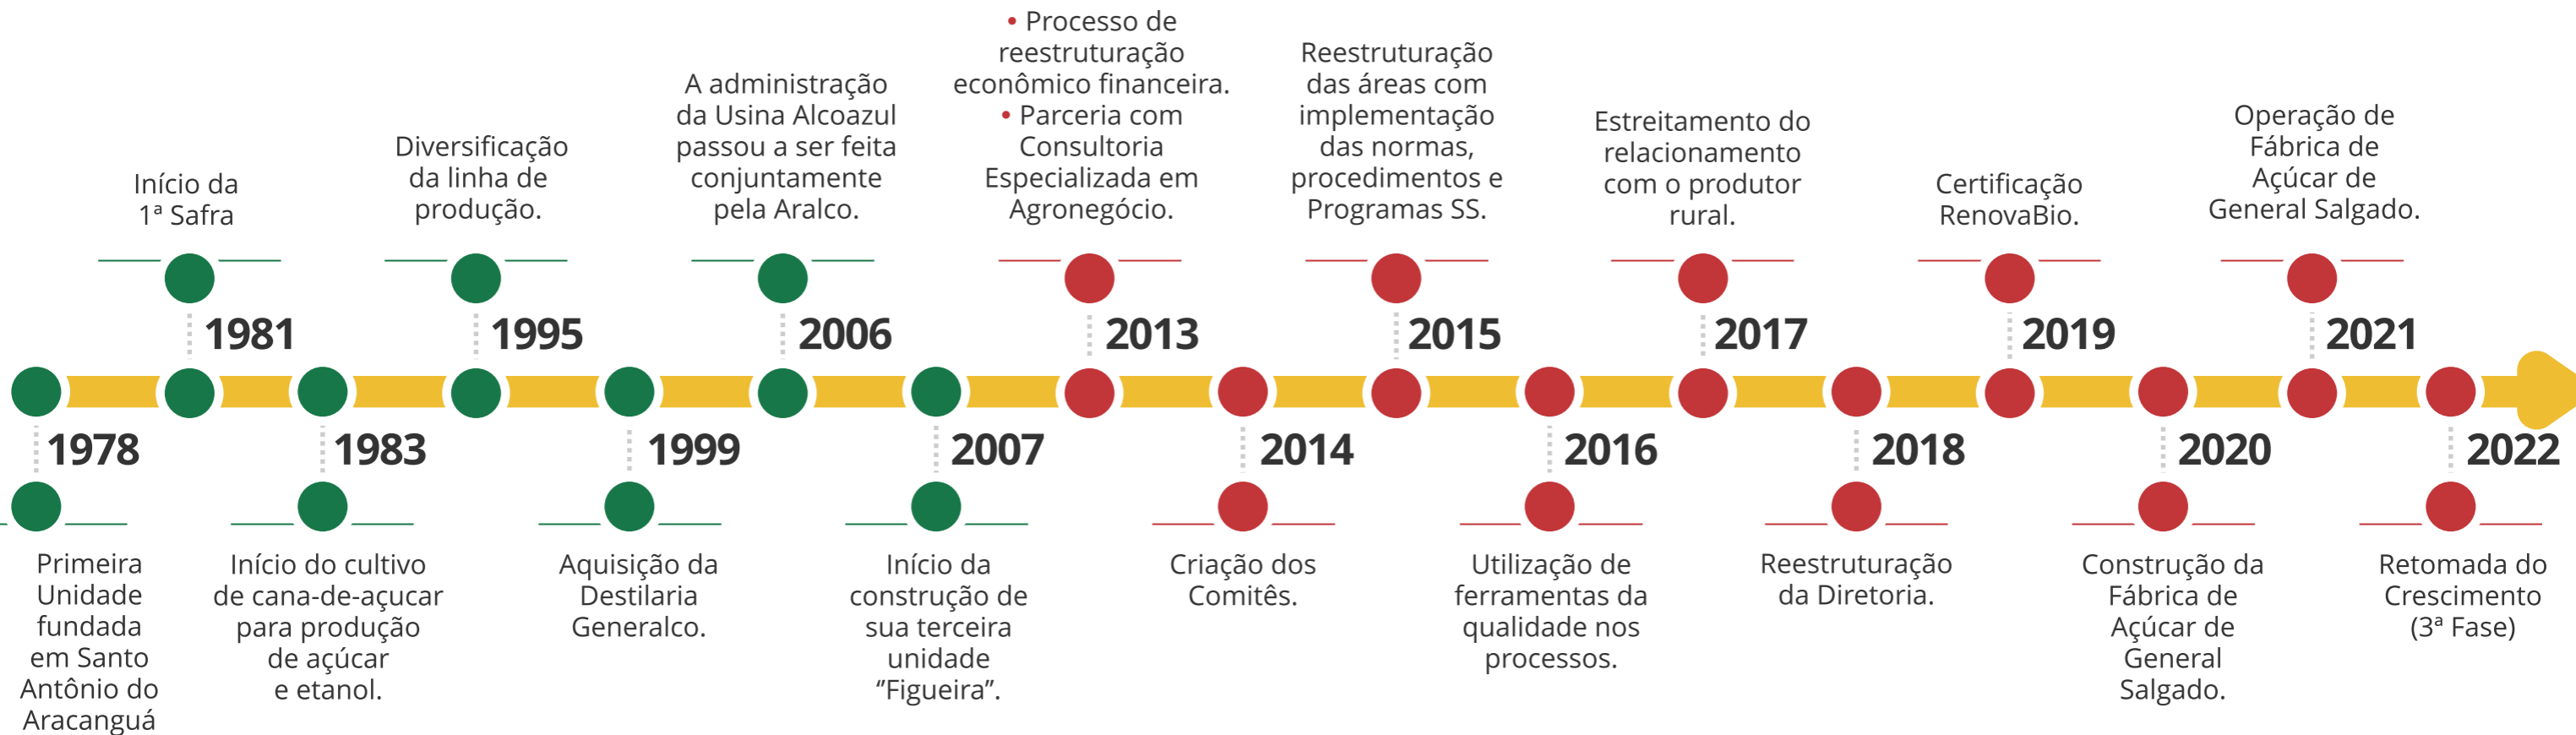 1978
Primeira
Unidade
fundada
em Santo
Antônio do
Aracanguá
Início da
1ª Safra
1981
1983
Início do cultivo
de cana-de-açucar
para produção
de açúcar
e etanol.
Diversificação
da linha de
produção.
1995
1999
Aquisição da
Destilaria
Generalco.
A administração
da Usina Alcoazul
passou a ser feita
conjuntamente
pela Aralco.
2006
2007
Início da
construção de
sua terceira
unidade
“Figueira”.
• Processo de
reestruturação
econômico financeira.
• Parceria com
Consultoria
Especializada em
Agronegócio.
2013
2014
Criação dos
Comitês.
Reestruturação
das áreas com
implementação
das normas,
procedimentos e
Programas SS.
2015
2016
Utilização de
ferramentas da
qualidade nos
processos.
Estreitamento do
relacionamento
com o produtor
rural.
2017
2018
Reestruturação
da Diretoria.
Certificação
RenovaBio.
2019
2020
Construção da
Fábrica de
Açúcar de
General
Salgado.
Operação de
Fábrica de
Açúcar de
General Salgado.
2021
2022
Retomada do
Crescimento
(3ª Fase)